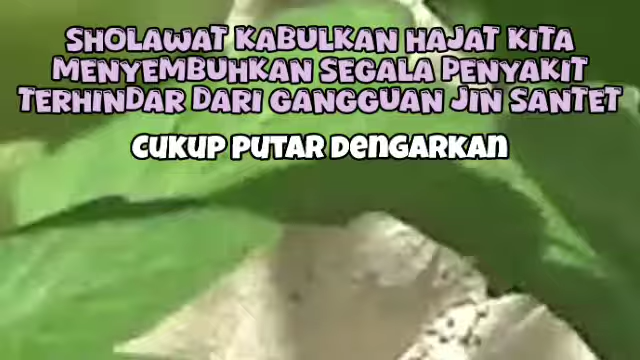 SHOLAWAT KABULKAN HAJAT KITA
MENYEMBUHKAN SEGALA PENYAKIT
TERHINDAR DARI GANGGUAN JIN SANTET
CUKUP PUTAR DENGARKAN